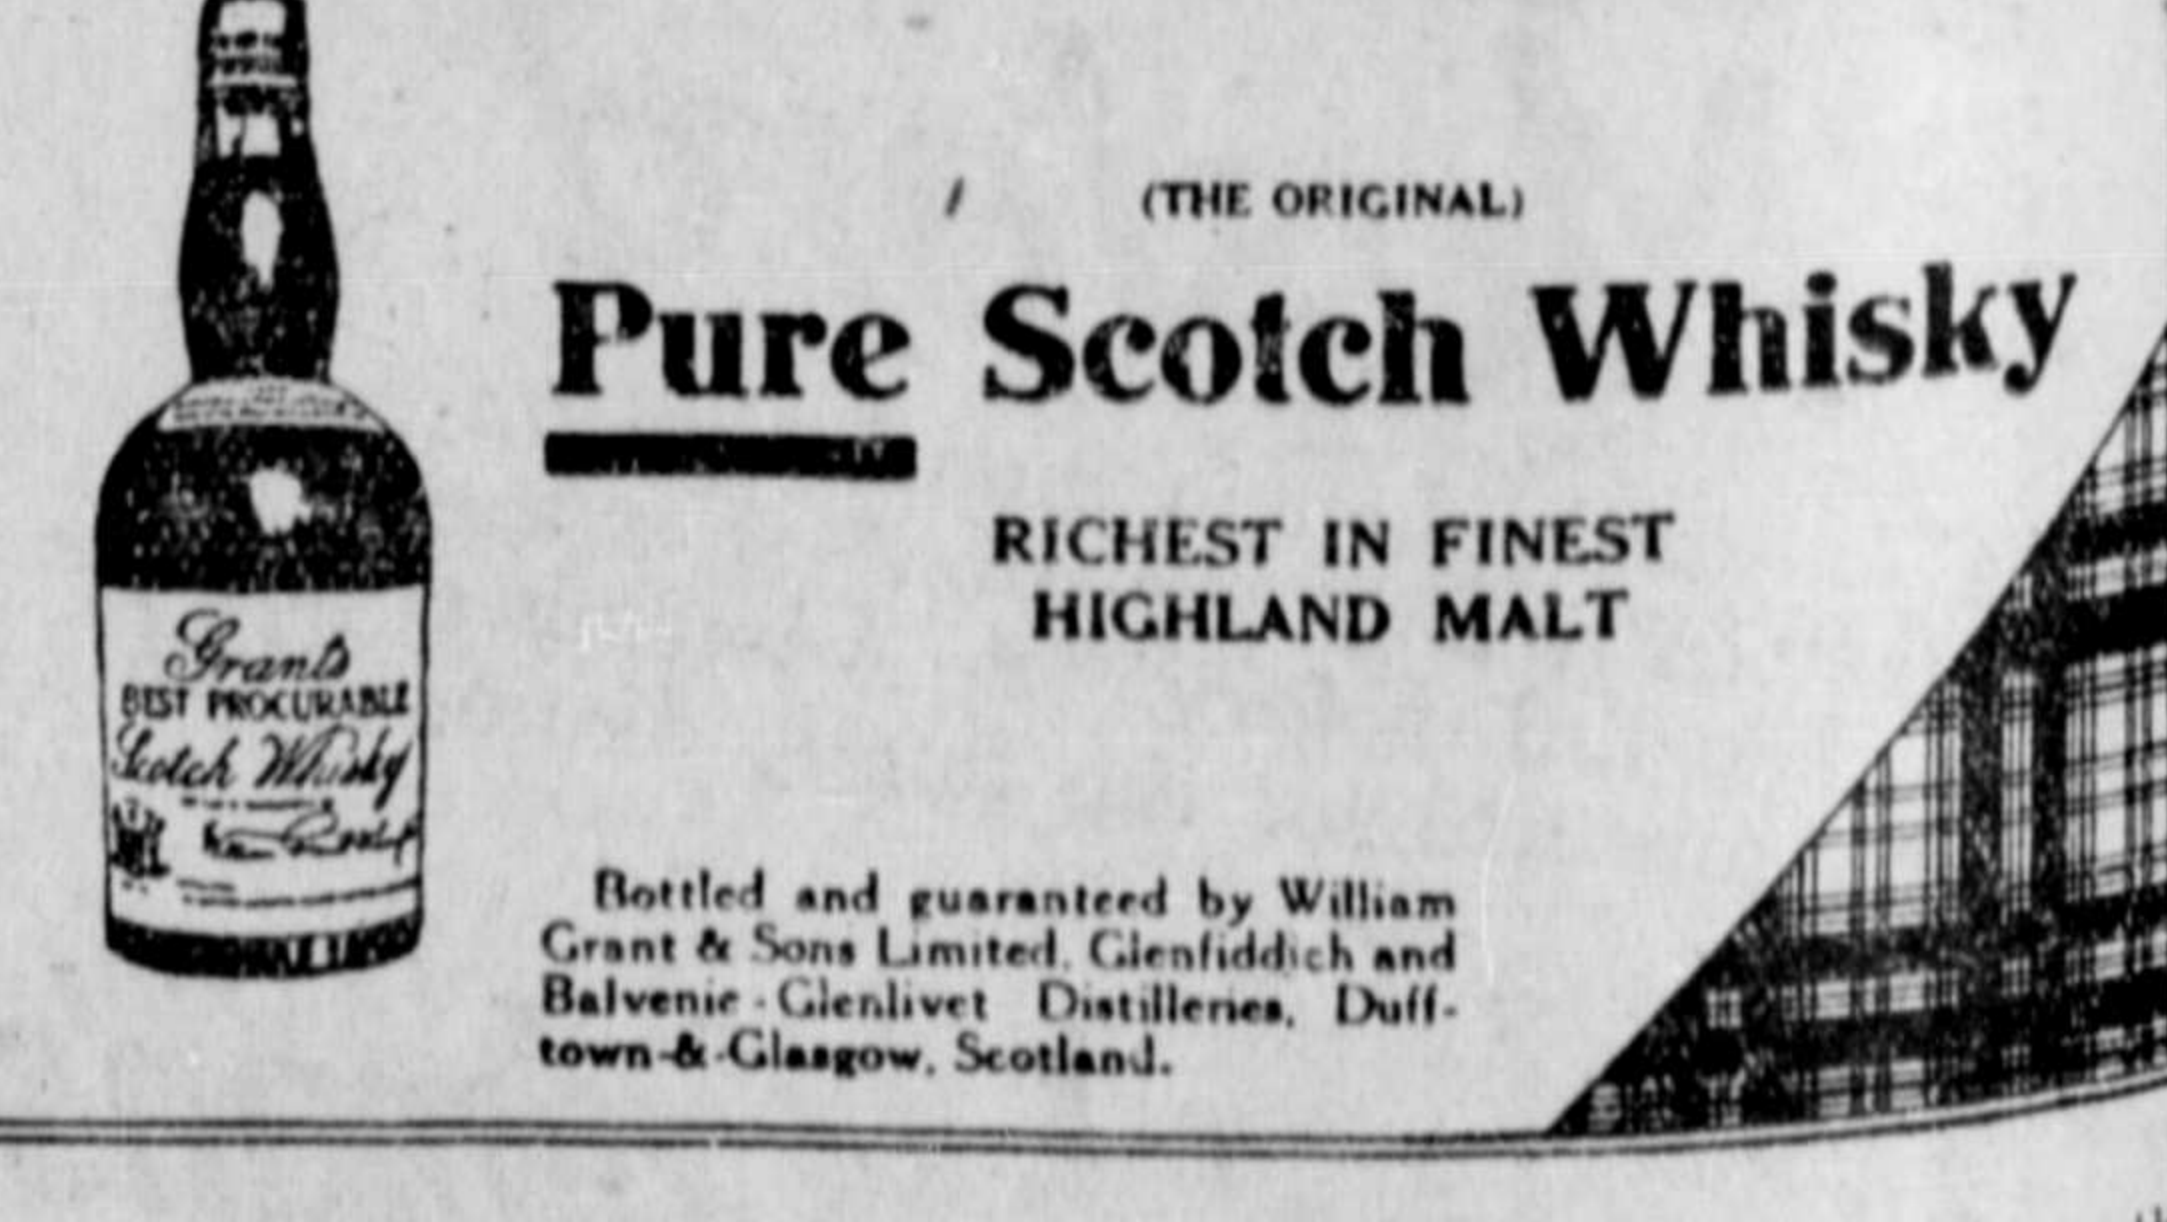 (THE ORIGINAL)
Pure Scotch Whisky
RICHEST IN FINEST
HIGHLAND MALT
Grant's
BEST PROCURABLE
Scotch Whisky
Bottled and guaranteed by William
Grant & Sons Limited, Glenfiddich and
Balvenie-Glenlivet Distilleries, Duff-
town-&-Glasgow, Scotland.